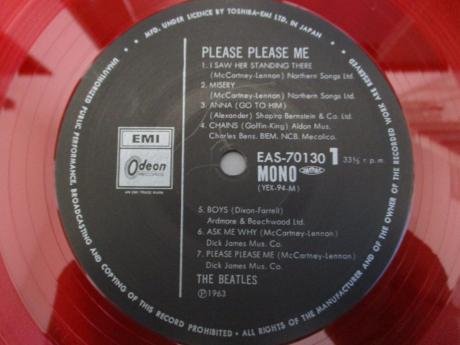 MFD. UNDER LICENCE BY TOSHIBA-EMI LTD. IN JAPAN
UNAUTHORIZED PUBLIC PERFORMANCE, BROADCASTING AND COPYING OF THIS RECORD PROHIBITED • ALL RIGHTS OF THE MANUFACTURER AND OF THE OWNER OF THE RECORDED WORK ARE RESERVED
PLEASE PLEASE ME
1. I SAW HER STANDING THERE
(McCartney-Lennon) Northern Songs Ltd.
2. MISERY
(McCartney-Lennon) Northern Songs Ltd.
3. ANNA (GO TO HIM)
(Alexander) Shapiro Bernstein & Co. Ltd.
4. CHAINS (Goffin-King) Aldon Mus.
Charles Bens. BEM. NCB. Mecolico.
EMI
Odeon
RECORDS
AN EMI TRADE MARK
EAS-70130 1 33⅓ r.p.m.
MONO
(YEX-94-M)
5. BOYS (Dixon-Farrell)
Ardmore & Beechwood Ltd.
6. ASK ME WHY (McCartney-Lennon)
Dick James Mus. Co.
7. PLEASE PLEASE ME (McCartney-Lennon)
Dick James Mus. Co.
THE BEATLES
Ⓟ1963